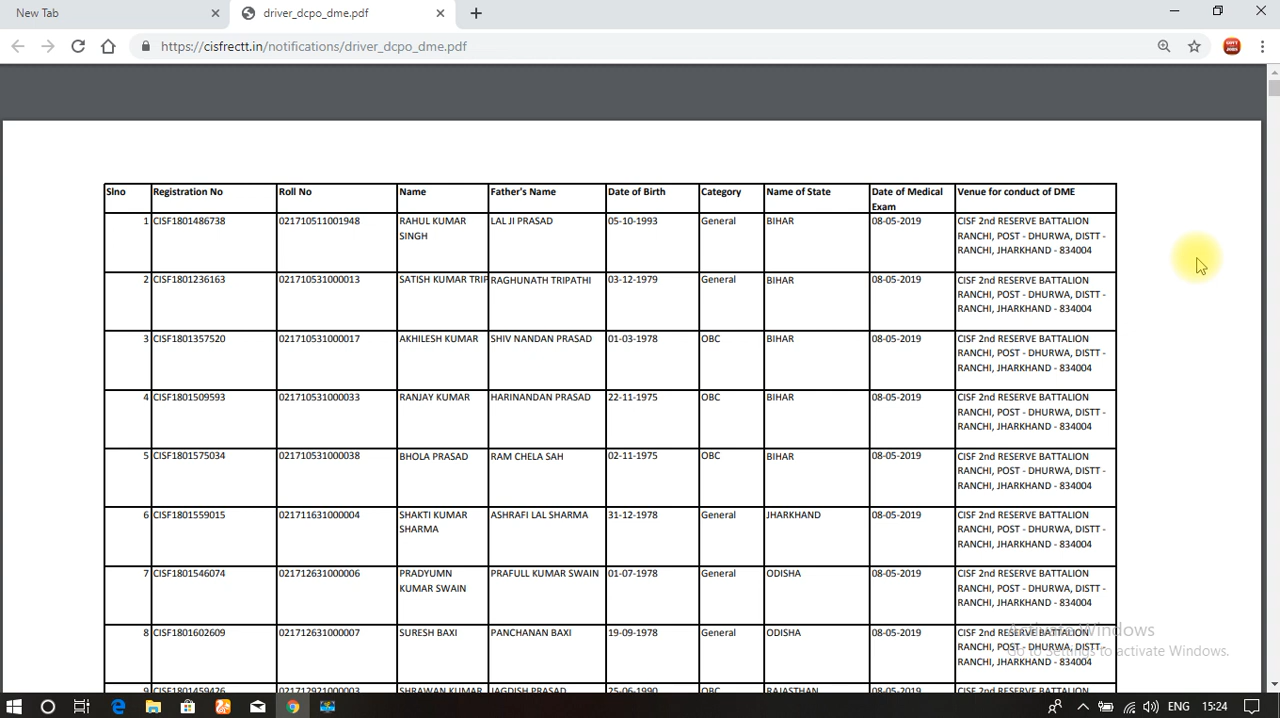 New Tab
driver_dcpo_dme.pdf
https://cisfrectt.in/notifications/driver_dcpo_dme.pdf
Slno Registration No Roll No Name Father's Name Date of Birth Category Name of State Date of Medical Venue for conduct of DME
Exam
1 CISF1801486738 021710511001948 RAHUL KUMAR LAL JI PRASAD 05-10-1993 General BIHAR 08-05-2019 CISF 2nd RESERVE BATTALION
SINGH RANCHI, POST - DHURWA, DISTT -
RANCHI, JHARKHAND - 834004
2 CISF1801236163 021710531000013 SATISH KUMAR TRIP RAGHUNATH TRIPATHI 03-12-1979 General BIHAR 08-05-2019 CISF 2nd RESERVE BATTALION
RANCHI, POST - DHURWA, DISTT -
RANCHI, JHARKHAND - 834004
3 CISF1801357520 021710531000017 AKHILESH KUMAR SHIV NANDAN PRASAD 01-03-1978 OBC BIHAR 08-05-2019 CISF 2nd RESERVE BATTALION
RANCHI, POST - DHURWA, DISTT -
RANCHI, JHARKHAND - 834004
4 CISF1801509593 021710531000033 RANJAY KUMAR HARINANDAN PRASAD 22-11-1975 OBC BIHAR 08-05-2019 CISF 2nd RESERVE BATTALION
RANCHI, POST - DHURWA, DISTT -
RANCHI, JHARKHAND - 834004
5 CISF1801575034 021710531000038 BHOLA PRASAD RAM CHELA SAH 02-11-1975 OBC BIHAR 08-05-2019 CISF 2nd RESERVE BATTALION
RANCHI, POST - DHURWA, DISTT -
RANCHI, JHARKHAND - 834004
6 CISF1801559015 021711631000004 SHAKTI KUMAR ASHRAFI LAL SHARMA 31-12-1978 General JHARKHAND 08-05-2019 CISF 2nd RESERVE BATTALION
SHARMA RANCHI, POST - DHURWA, DISTT -
RANCHI, JHARKHAND - 834004
7 CISF1801546074 021712631000006 PRADYUMN PRAFULL KUMAR SWAIN 01-07-1978 General ODISHA 08-05-2019 CISF 2nd RESERVE BATTALION
KUMAR SWAIN RANCHI, POST - DHURWA, DISTT -
RANCHI, JHARKHAND - 834004
8 CISF1801602609 021712631000007 SURESH BAXI PANCHANAN BAXI 19-09-1978 General ODISHA 08-05-2019 CISF 2nd RESERVE BATTALION
RANCHI, POST - DHURWA, DISTT -
RANCHI, JHARKHAND - 834004
9 CISF1801459426 021712921000003 SHRAWAN KUMAR JAGDISH PRASAD 25-06-1990 OBC RAJASTHAN 08-05-2019 CISF 2nd RESERVE BATTALION
Activate Windows
Go to Settings to activate Windows.
ENG 15:24